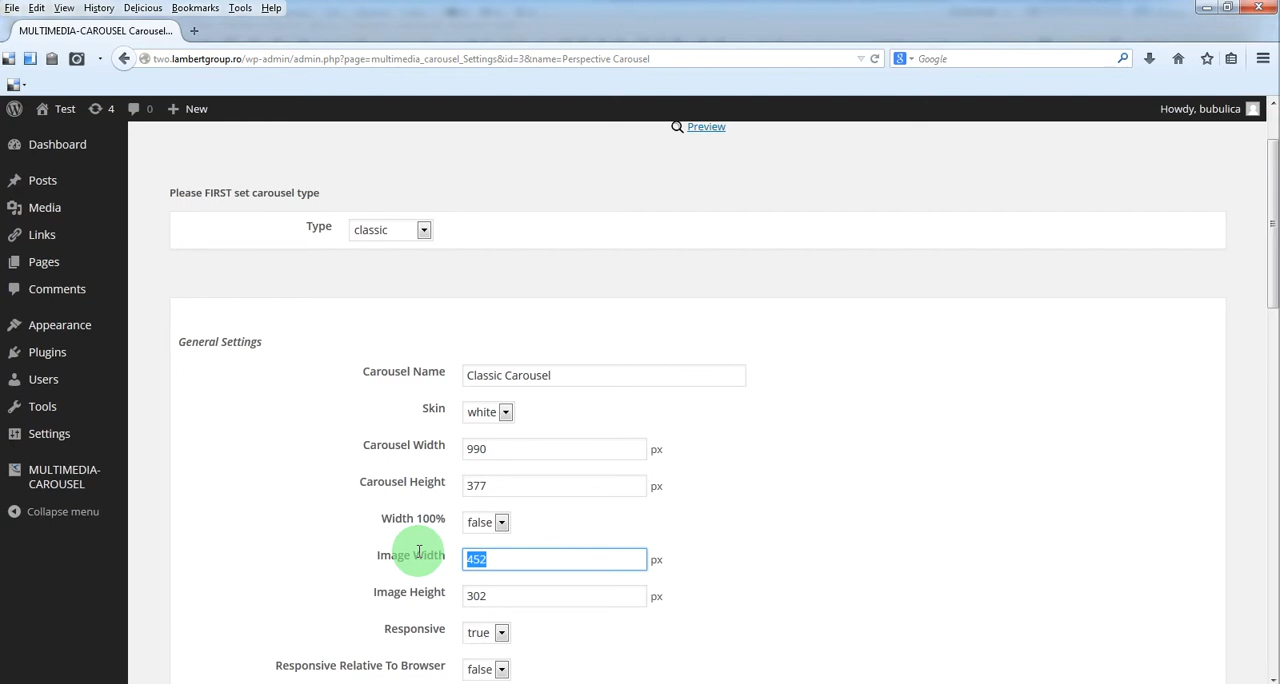 File Edit View History Delicious Bookmarks Tools Help
MULTIMEDIA-CAROUSEL Carousel...
two.lambertgroup.ro/wp-admin/admin.php?page=multimedia_carousel_Settings&id=3&name=Perspective Carousel
Google
Test 4 0 New
Howdy, bubulica
Preview
Dashboard
Posts
Media
Links
Pages
Comments
Appearance
Plugins
Users
Tools
Settings
MULTIMEDIA-
CAROUSEL
Collapse menu
Please FIRST set carousel type
Type classic
General Settings
Carousel Name Classic Carousel
Skin white
Carousel Width 990 px
Carousel Height 377 px
Width 100% false
Image Width 452 px
Image Height 302 px
Responsive true
Responsive Relative To Browser false